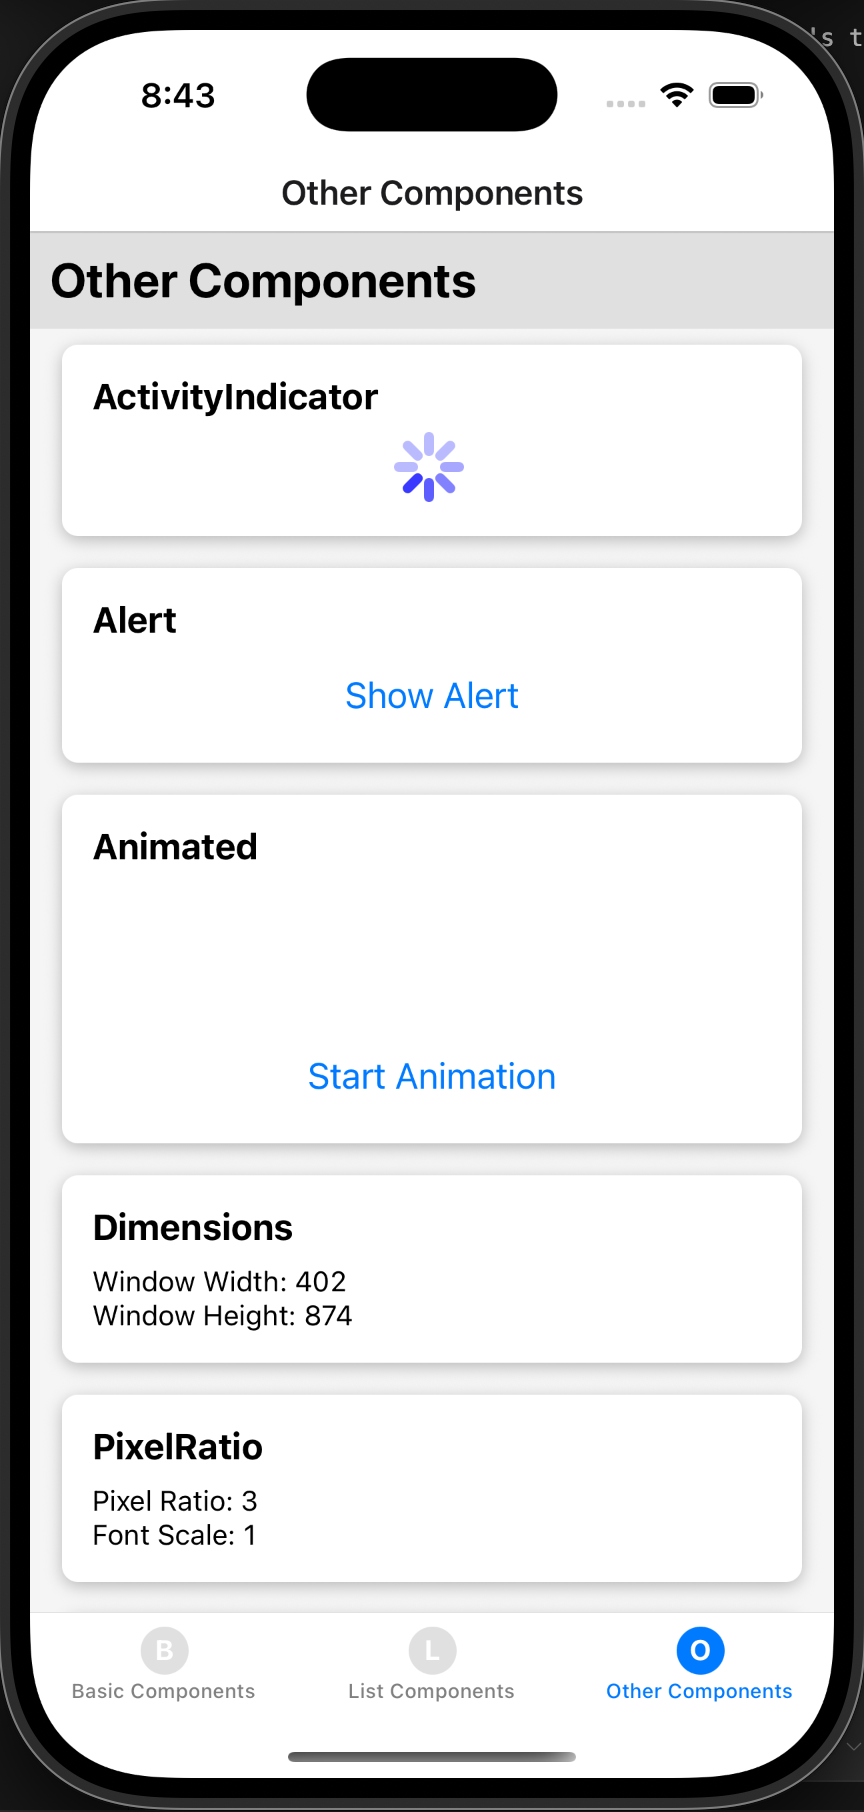 's t
8:43
Other Components
Other Components
ActivityIndicator
Alert
Show Alert
Animated
Start Animation
Dimensions
Window Width: 402
Window Height: 874
PixelRatio
Pixel Ratio: 3
Font Scale: 1
B
L
O
Basic Components
List Components
Other Components